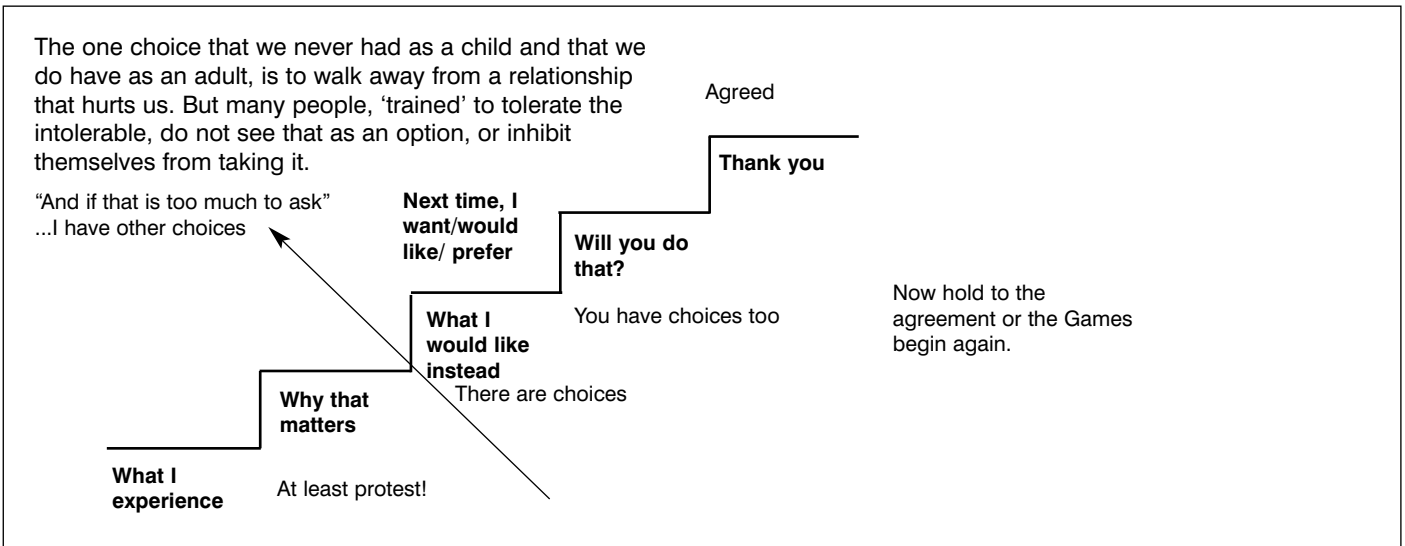 The one choice that we never had as a child and that we
do have as an adult, is to walk away from a relationship
that hurts us. But many people, ‘trained’ to tolerate the
intolerable, do not see that as an option, or inhibit
themselves from taking it.
“And if that is too much to ask”
...I have other choices
Agreed
Thank you
Next time, I
want/would
like/ prefer
Will you do
that?
You have choices too
Now hold to the
agreement or the Games
begin again.
What I
would like
instead
There are choices
Why that
matters
At least protest!
What I
experience